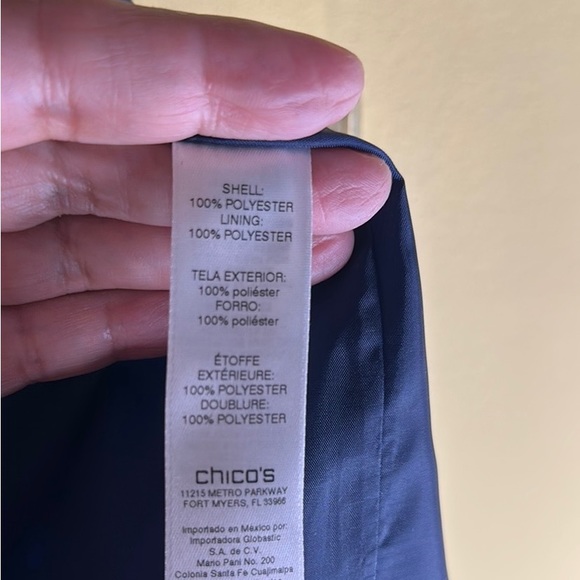 SHELL:
100% POLYESTER
LINING:
100% POLYESTER
TELA EXTERIOR:
100% poliéster
FORRO:
100% poliéster
ÉTOFFE
EXTÉRIEURE:
100% POLYESTER
DOUBLURE:
100% POLYESTER
chico's
11215 METRO PARKWAY
FORT MYERS, FL 33966
Importado en México por:
Importadora Globastic
S.A. de C.V.
Mario Pani No. 200
Colonia Santa Fe Cuajimalpa